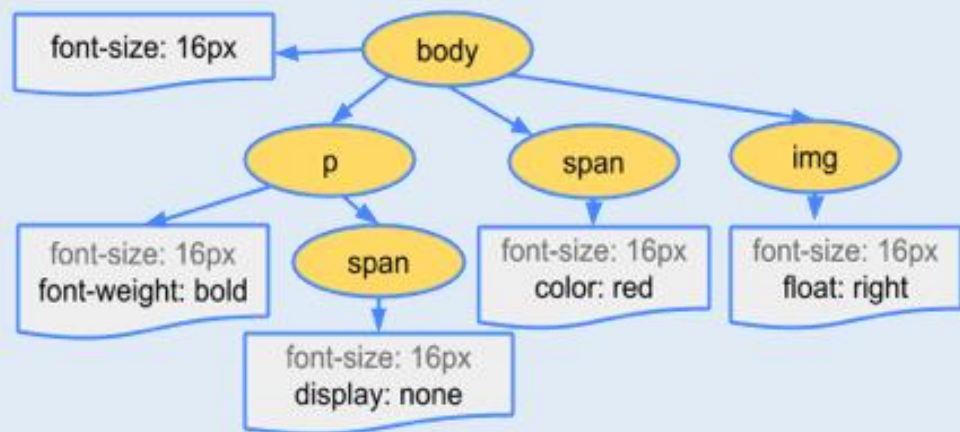 font-size: 16px
body
p
span
img
font-size: 16px
font-weight: bold
span
font-size: 16px
color: red
font-size: 16px
float: right
font-size: 16px
display: none